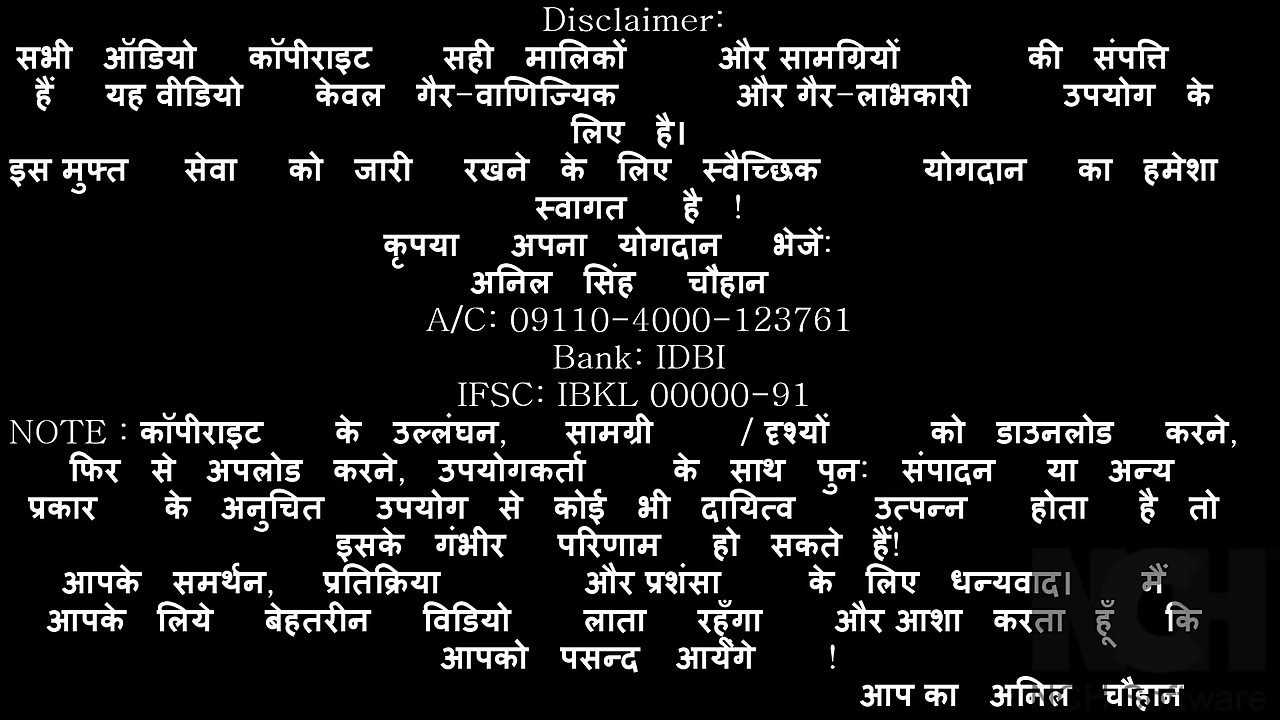 Disclaimer:
सभी ऑडियो कॉपीराइट सही मालिकों और सामग्रियों की संपत्ति
हैं यह वीडियो केवल गैर-वाणिज्यिक और गैर-लाभकारी उपयोग के
लिए है।
इस मुफ्त सेवा को जारी रखने के लिए स्वैच्छिक योगदान का हमेशा
स्वागत है !
कृपया अपना योगदान भेजें:
अनिल सिंह चौहान
A/C: 09110-4000-123761
Bank: IDBI
IFSC: IBKL 00000-91
NOTE : कॉपीराइट के उल्लंघन, सामग्री / दृश्यों को डाउनलोड करने,
फिर से अपलोड करने, उपयोगकर्ता के साथ पुन: संपादन या अन्य
प्रकार के अनुचित उपयोग से कोई भी दायित्व उत्पन्न होता है तो
इसके गंभीर परिणाम हो सकते हैं!
आपके समर्थन, प्रतिक्रिया और प्रशंसा के लिए धन्यवाद। मैं
आपके लिये बेहतरीन विडियो लाता रहूँगा और आशा करता हूँ कि
आपको पसन्द आयेंगे !
आप का अनिल चौहान
NCH
NCH Software